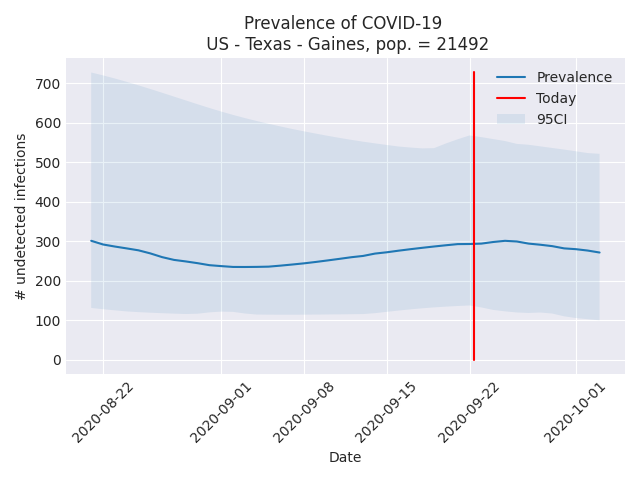 Prevalence of COVID-19
US - Texas - Gaines, pop. = 21492
Prevalence
Today
95CI
# undetected infections
700
600
500
400
300
200
100
0
2020-08-22
2020-09-01
2020-09-08
2020-09-15
2020-09-22
2020-10-01
Date